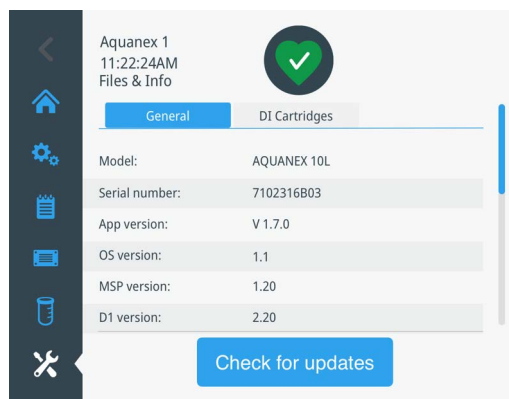 Aquanex 1
11:22:24AM
Files & Info
General DI Cartridges
Model: AQUANEX 10L
Serial number: 7102316B03
App version: V 1.7.0
OS version: 1.1
MSP version: 1.20
D1 version: 2.20
Check for updates